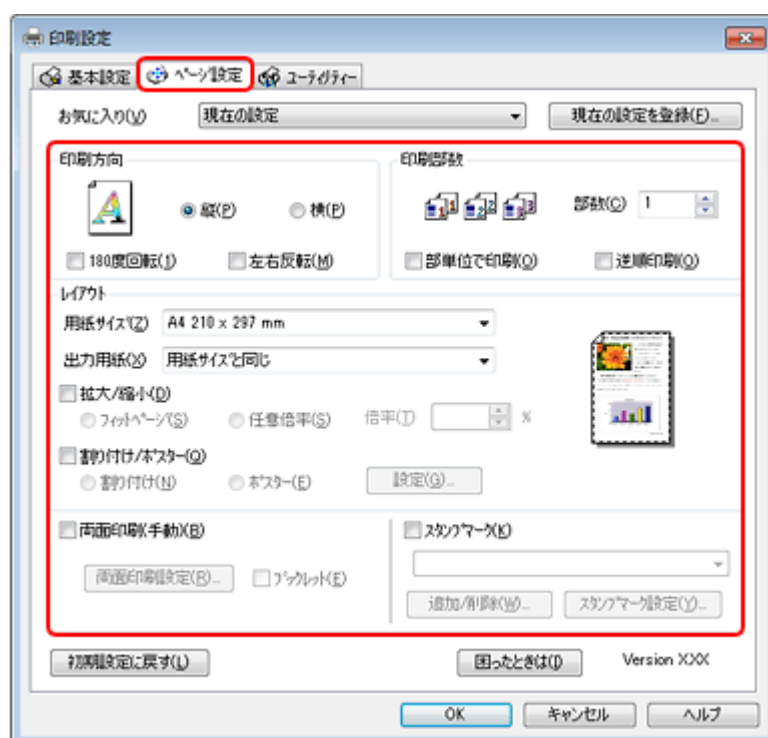 印刷設定
基本設定 ページ設定 ユーティリティー
お気に入り(V) 現在の設定 現在の設定を登録(F)...
印刷方向 印刷部数
縦(P) 横(P) 部数(C) 1
180度回転(1) 左右反転(M) 部単位で印刷(O) 逆順印刷(O)
レイアウト
用紙サイズ(Z) A4 210 x 297 mm
出力用紙(X) 用紙サイズと同じ
拡大/縮小(D)
フィットページ(S) 任意倍率(S) 倍率(T) %
割り付け/ポスター(Q)
割り付け(N) ポスター(E) 設定(G)...
両面印刷(手動)(B) スタンプマーク(K)
両面印刷設定(R)... ブックレット(E)
追加/削除(W)... スタンプマーク設定(Y)...
初期設定に戻す(L) 困ったときは(I) Version X.XX
OK キャンセル ヘルプ